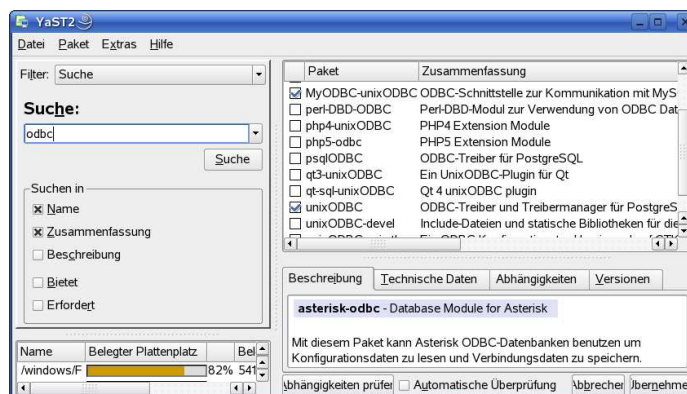 YaST2
Datei Paket Extras Hilfe
Filter: Suche
Suche:
odbc
Suche
Suchen in
Name
Zusammenfassung
Beschreibung
Bietet
Erfordert
Name Belegter Plattenplatz Bel
/windows/F 82% 541
Paket Zusammenfassung
MyODBC-unixODBC ODBC-Schnittstelle zur Kommunikation mit MyS
perl-DBD-ODBC Perl-DBD-Modul zur Verwendung von ODBC Dat
php4-unixODBC PHP4 Extension Module
php5-odbc PHP5 Extension Module
psqlODBC ODBC-Treiber für PostgreSQL
qt3-unixODBC Ein UnixODBC-Plugin für Qt
qt-sql-unixODBC Qt 4 unixODBC plugin
unixODBC ODBC-Treiber und Treibermanager für PostgreS
unixODBC-devel Include-Dateien und statische Bibliotheken für die
Beschreibung Technische Daten Abhängigkeiten Versionen
asterisk-odbc - Database Module for Asterisk
Mit diesem Paket kann Asterisk ODBC-Datenbanken benutzen um
Konfigurationsdaten zu lesen und Verbindungsdaten zu speichern.
bhängigkeiten prüfen Automatische Überprüfung Abbrechen Übernehme